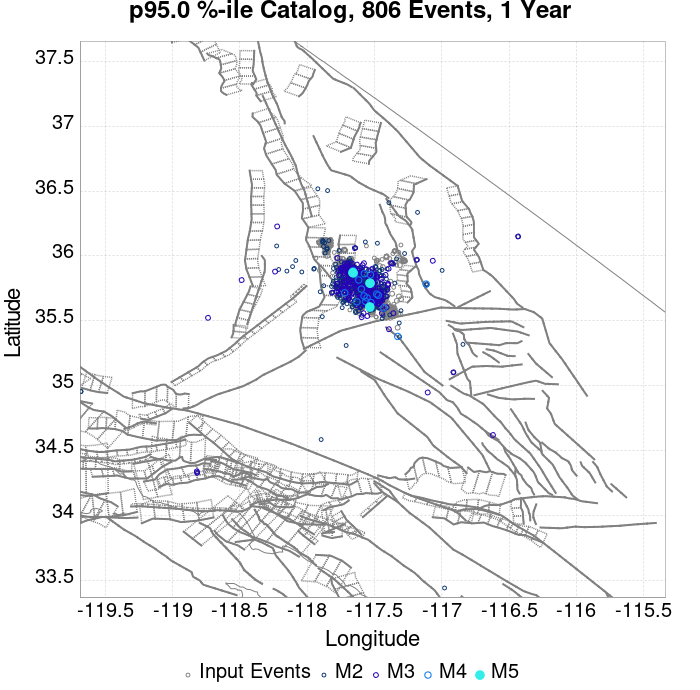 p95.0 %-ile Catalog, 806 Events, 1 Year
37.5
37
36.5
36
35.5
35
34.5
34
33.5
Latitude
-119.5 -119 -118.5 -118 -117.5 -117 -116.5 -116 -115.5
Longitude
Input Events M2 M3 M4 M5